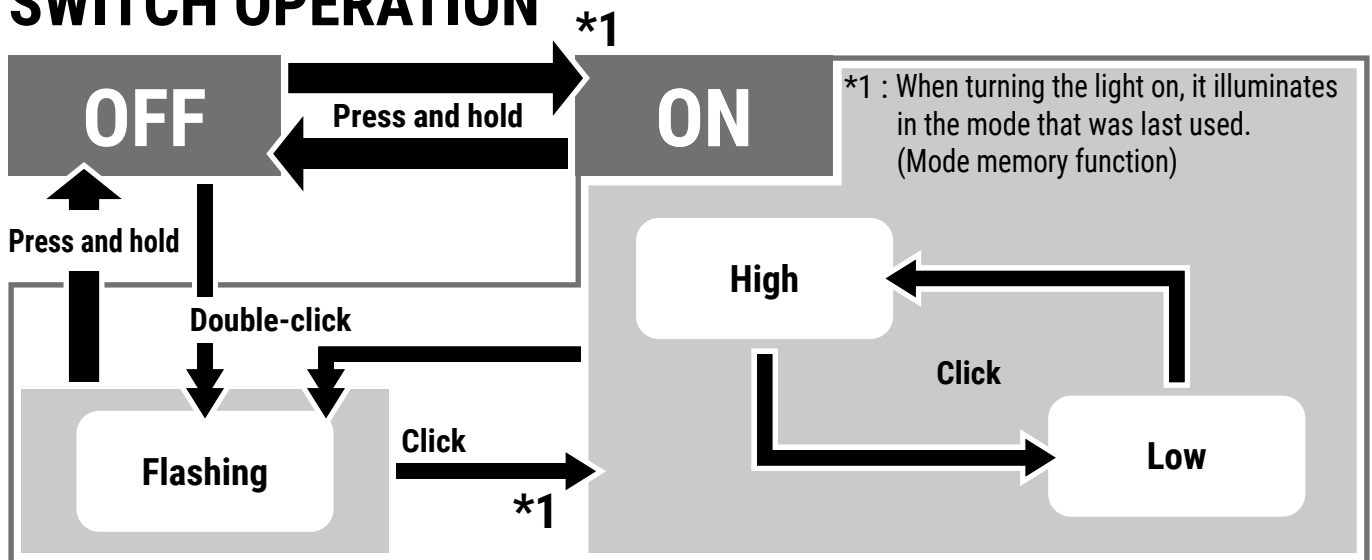 SWITCH OPERATION
*1
OFF
Press and hold
ON
*1 : When turning the light on, it illuminates
in the mode that was last used.
(Mode memory function)
Press and hold
High
Double-click
Click
Click
Low
Flashing
*1